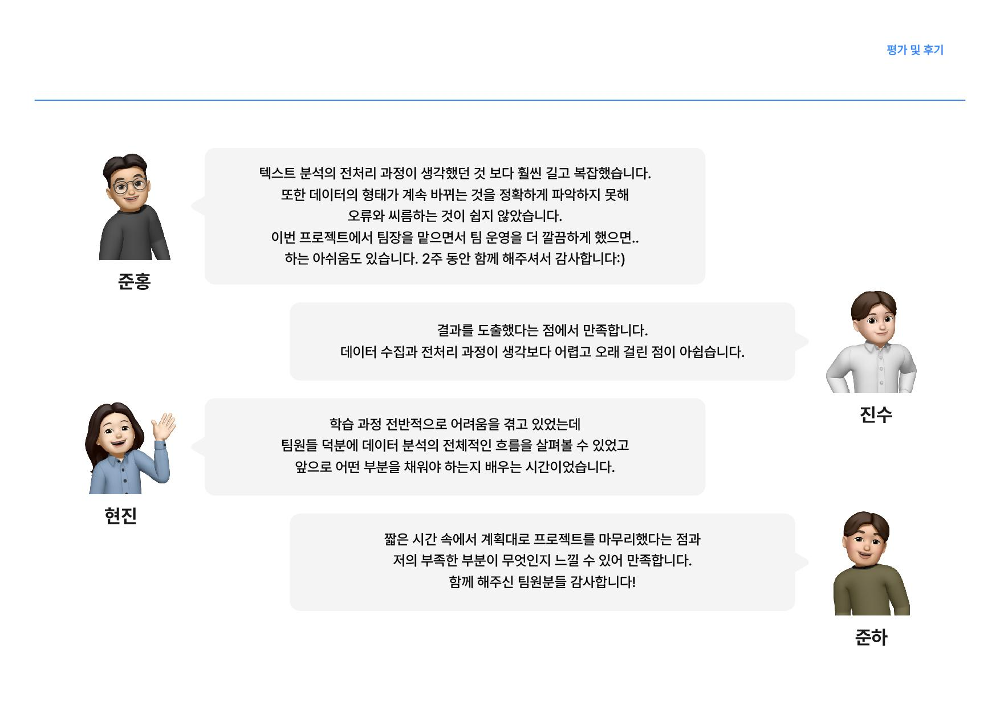 평가 및 후기
텍스트 분석의 전처리 과정이 생각했던 것 보다 훨씬 길고 복잡했습니다.
또한 데이터의 형태가 계속 바뀌는 것을 정확하게 파악하지 못해
오류와 씨름하는 것이 쉽지 않았습니다.
이번 프로젝트에서 팀장을 맡으면서 팀 운영을 더 깔끔하게 했으면..
하는 아쉬움도 있습니다. 2주 동안 함께 해주셔서 감사합니다:)
준홍
결과를 도출했다는 점에서 만족합니다.
데이터 수집과 전처리 과정이 생각보다 어렵고 오래 걸린 점이 아쉽습니다.
진수
학습 과정 전반적으로 어려움을 겪고 있었는데
팀원들 덕분에 데이터 분석의 전체적인 흐름을 살펴볼 수 있었고
앞으로 어떤 부분을 채워야 하는지 배우는 시간이었습니다.
현진
짧은 시간 속에서 계획대로 프로젝트를 마무리했다는 점과
저의 부족한 부분이 무엇인지 느낄 수 있어 만족합니다.
함께 해주신 팀원분들 감사합니다!
준하